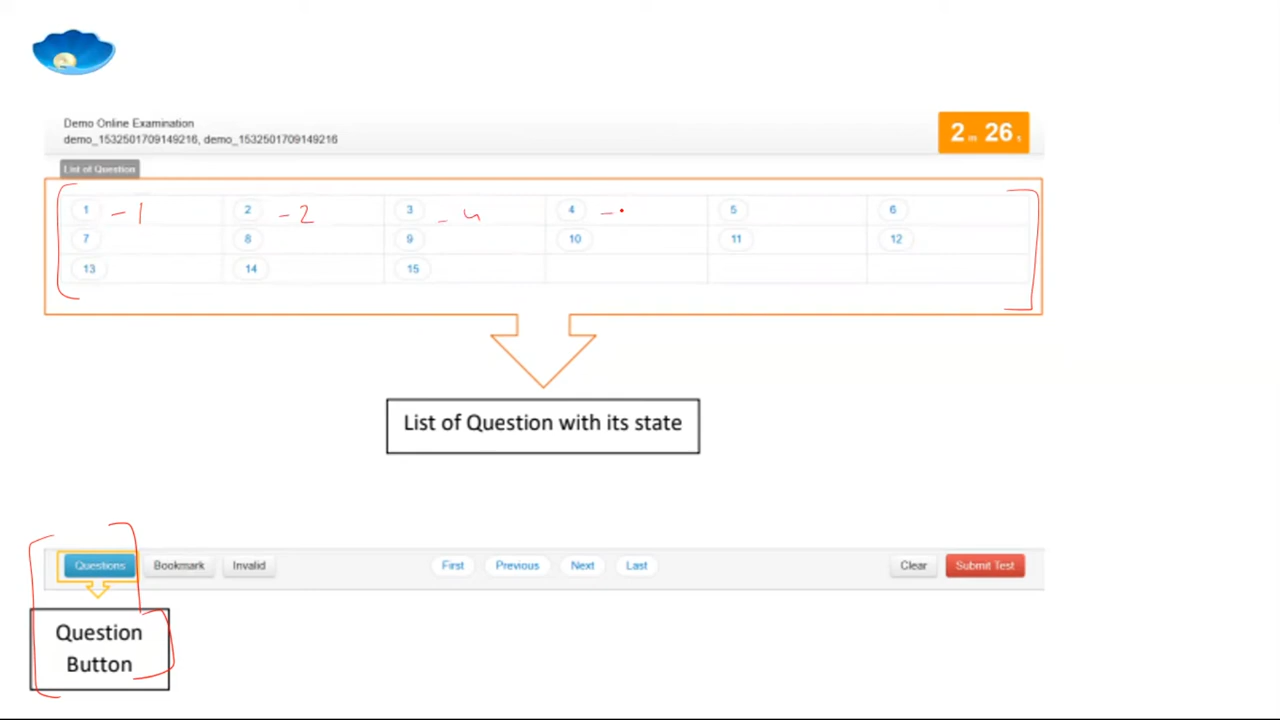 Demo Online Examination
demo_1532501709149216, demo_1532501709149216
2 m 26 s
List of Question
1 - 1 2 - 2 3 - 4 - 5 6
7 8 9 10 11 12
13 14 15
List of Question with its state
Questions Bookmark Invalid First Previous Next Last Clear Submit Test
Question
Button